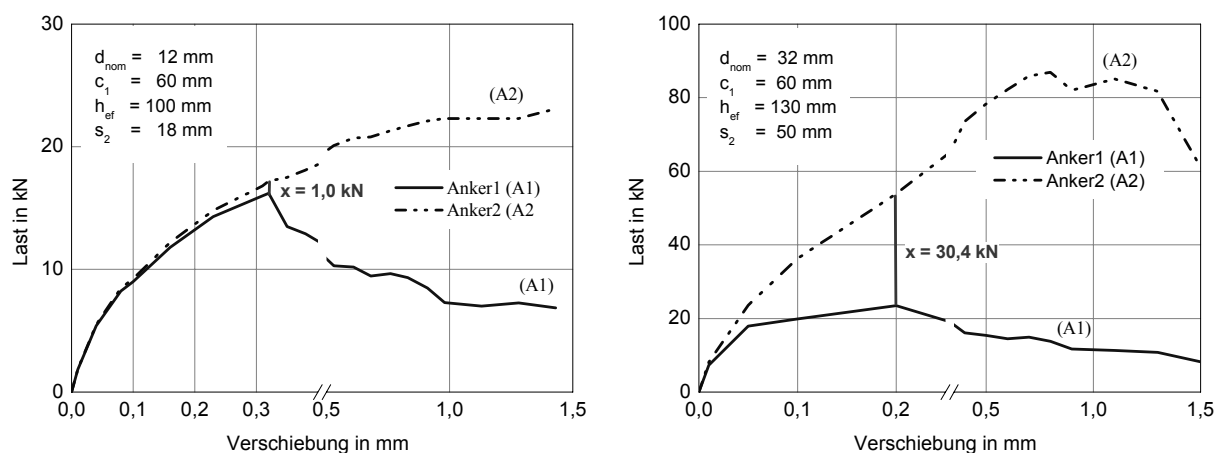 30
20
10
0
Last in kN
d_nom = 12 mm
c_1 = 60 mm
h_ef = 100 mm
s_2 = 18 mm
(A2)
x = 1,0 kN
Anker1 (A1)
Anker2 (A2
(A1)
0,0 0,1 0,2 0,3 0,5 1,0 1,5
Verschiebung in mm
100
80
60
40
20
0
Last in kN
d_nom = 32 mm
c_1 = 60 mm
h_ef = 130 mm
s_2 = 50 mm
(A2)
Anker1 (A1)
Anker2 (A2)
x = 30,4 kN
(A1)
0,0 0,1 0,2 0,5 1,0 1,5
Verschiebung in mm